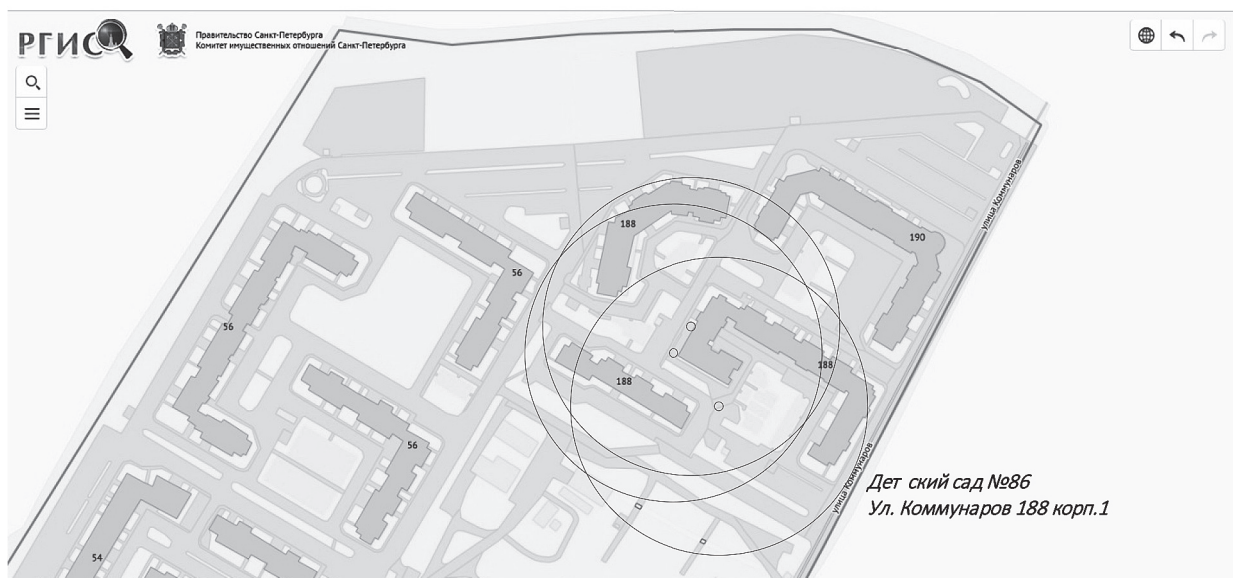 РГИС
Правительство Санкт-Петербурга
Комитет имущественных отношений Санкт-Петербурга
улица Коммунаров
188
190
56
56
188
188
56
улица Коммунаров
Дет ский сад №86
Ул. Коммунаров 188 корп.1
54